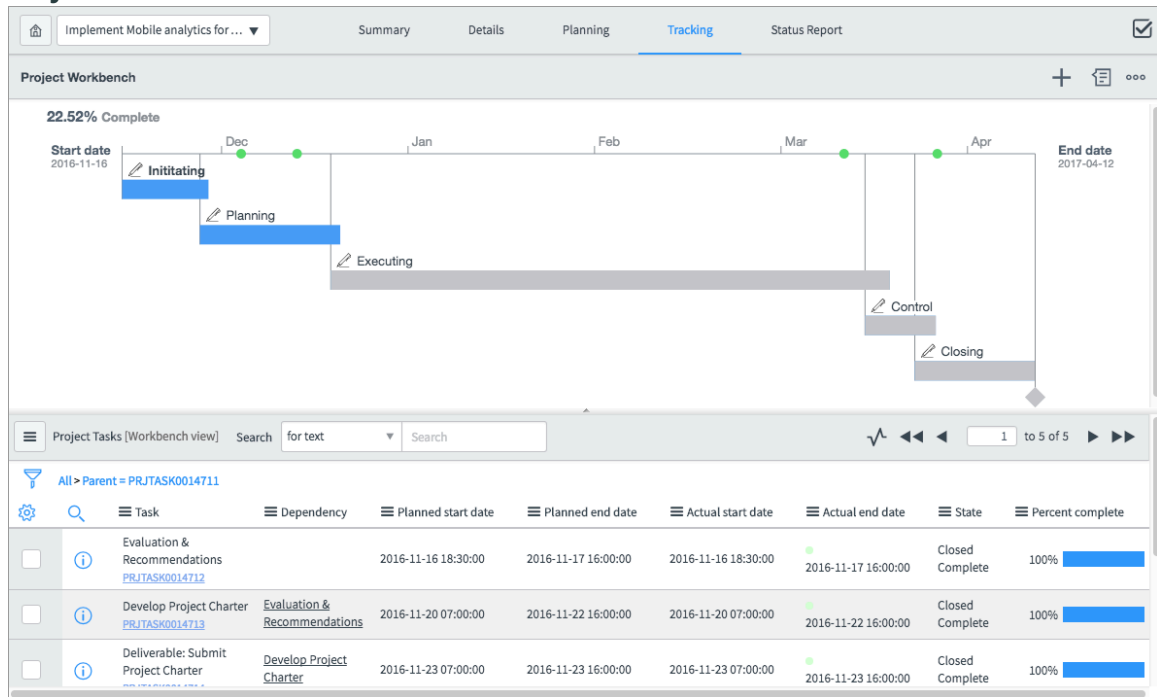 Implement Mobile analytics for... ▼ Summary Details Planning Tracking Status Report
Project Workbench
22.52% Complete
Dec Jan Feb Mar Apr
Start date End date
2016-11-16 2017-04-12
Inititating
Planning
Executing
Control
Closing
Project Tasks [Workbench view] Search for text ▼ Search 1 to 5 of 5
All > Parent = PRJTASK0014711
Task Dependency Planned start date Planned end date Actual start date Actual end date State Percent complete
Evaluation &
Recommendations
PRJTASK0014712
2016-11-16 18:30:00 2016-11-17 16:00:00 2016-11-16 18:30:00 2016-11-17 16:00:00
Closed
Complete
100%
Develop Project Charter
PRJTASK0014713
Evaluation &
Recommendations
2016-11-20 07:00:00 2016-11-22 16:00:00 2016-11-20 07:00:00 2016-11-22 16:00:00
Closed
Complete
100%
Deliverable: Submit
Project Charter
Develop Project
Charter
2016-11-23 07:00:00 2016-11-23 16:00:00 2016-11-23 07:00:00 2016-11-23 16:00:00
Closed
Complete
100%